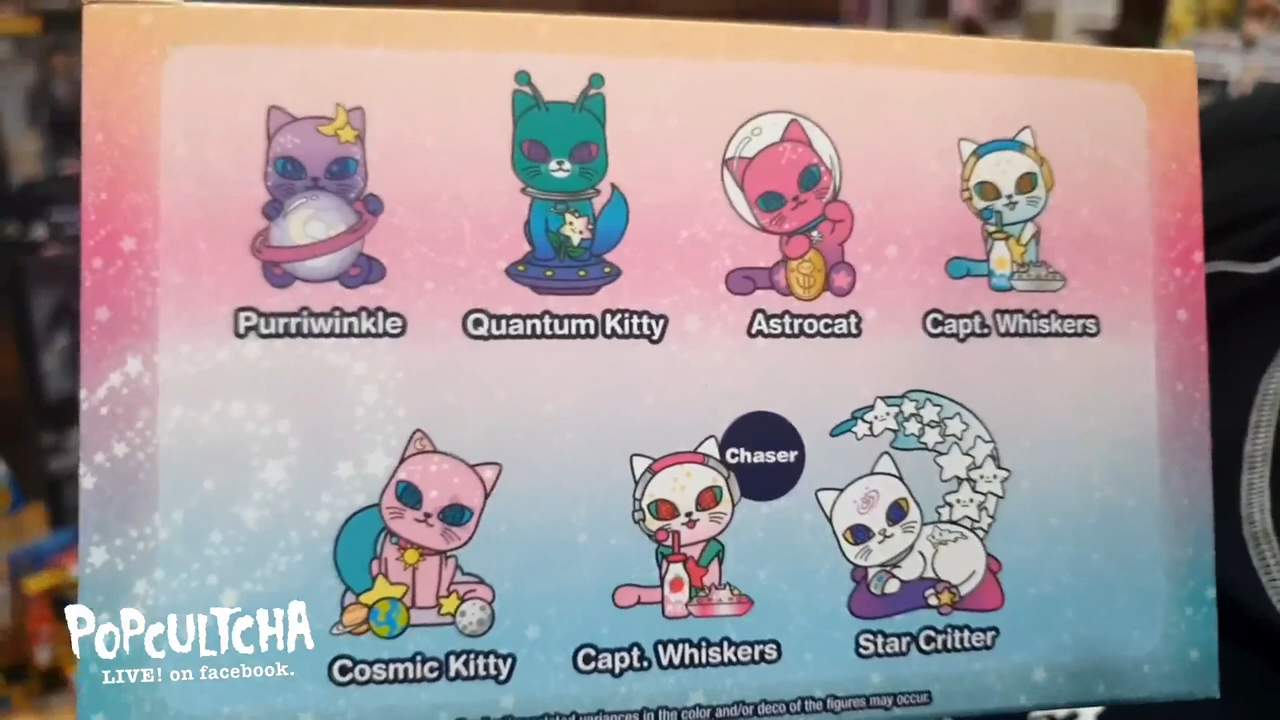 Purriwinkle
Quantum Kitty
Astrocat
Capt. Whiskers
Chaser
Cosmic Kitty
Capt. Whiskers
Star Critter
variances in the color and/or deco of the figures may occur.
POPCULTCHA
LIVE! on facebook.